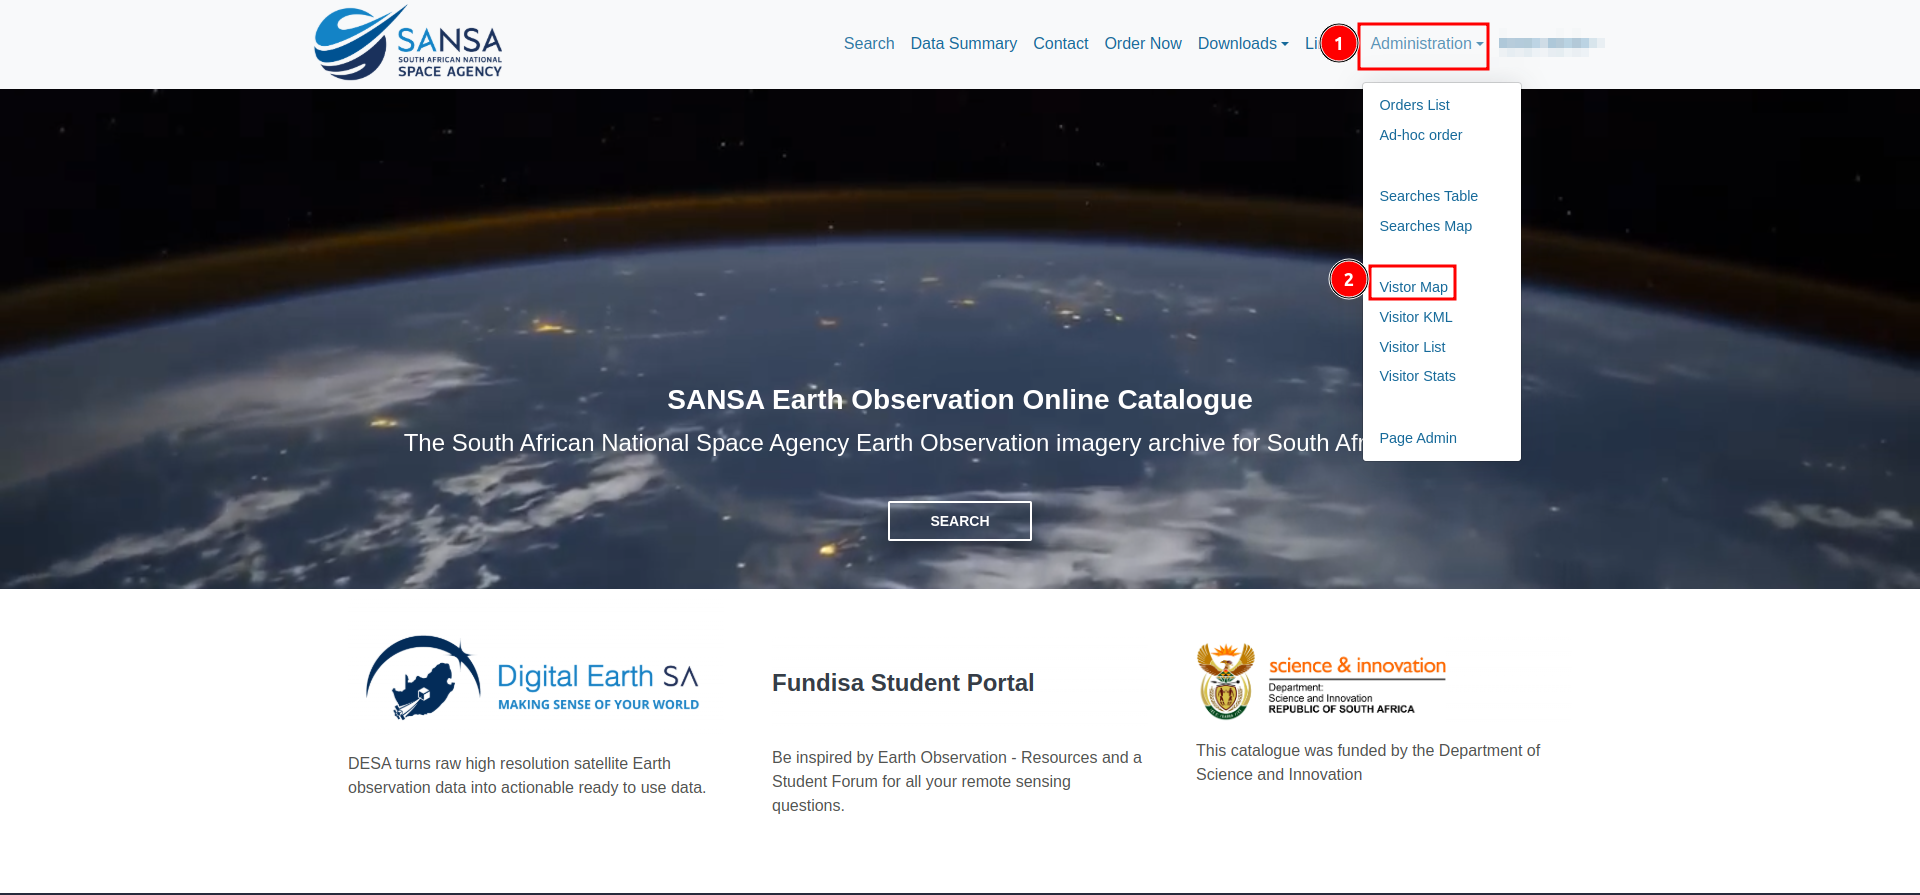 SANSA
SOUTH AFRICAN NATIONAL
SPACE AGENCY
Search Data Summary Contact Order Now Downloads Administration
1
Orders List
Ad-hoc order
Searches Table
Searches Map
2
Vistor Map
Visitor KML
Visitor List
Visitor Stats
Page Admin
SANSA Earth Observation Online Catalogue
The South African National Space Agency Earth Observation imagery archive for South
SEARCH
Digital Earth SA
MAKING SENSE OF YOUR WORLD
DESA turns raw high resolution satellite Earth
observation data into actionable ready to use data.
Fundisa Student Portal
Be inspired by Earth Observation - Resources and a
Student Forum for all your remote sensing
questions.
science & innovation
Department:
Science and Innovation
REPUBLIC OF SOUTH AFRICA
This catalogue was funded by the Department of
Science and Innovation